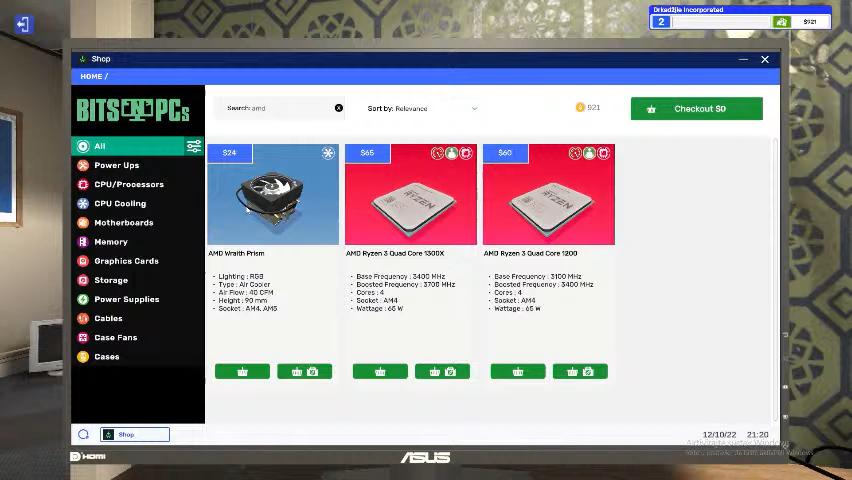 Drkadžjie Incorporated
2
$921
Shop
HOME /
BITS EN PCs
Search: amd
Sort by: Relevance
921
Checkout $0
All
Power Ups
CPU/Processors
CPU Cooling
Motherboards
Memory
Graphics Cards
Storage
Power Supplies
Cables
Case Fans
Cases
$24
AMD Wraith Prism
• Lighting : RGB
• Type : Air Cooler
• Air Flow : 40 CFM
• Height : 90 mm
• Socket : AM4, AM5
$65
RYZEN
AMD Ryzen 3 Quad Core 1300X
• Base Frequency : 3400 MHz
• Boosted Frequency : 3700 MHz
• Cores : 4
• Socket : AM4
• Wattage : 65 W
$60
RYZEN
AMD Ryzen 3 Quad Core 1200
• Base Frequency : 3100 MHz
• Boosted Frequency : 3400 MHz
• Cores : 4
• Socket : AM4
• Wattage : 65 W
Shop
12/10/22 21:20
Windows
HDMI
ASUS